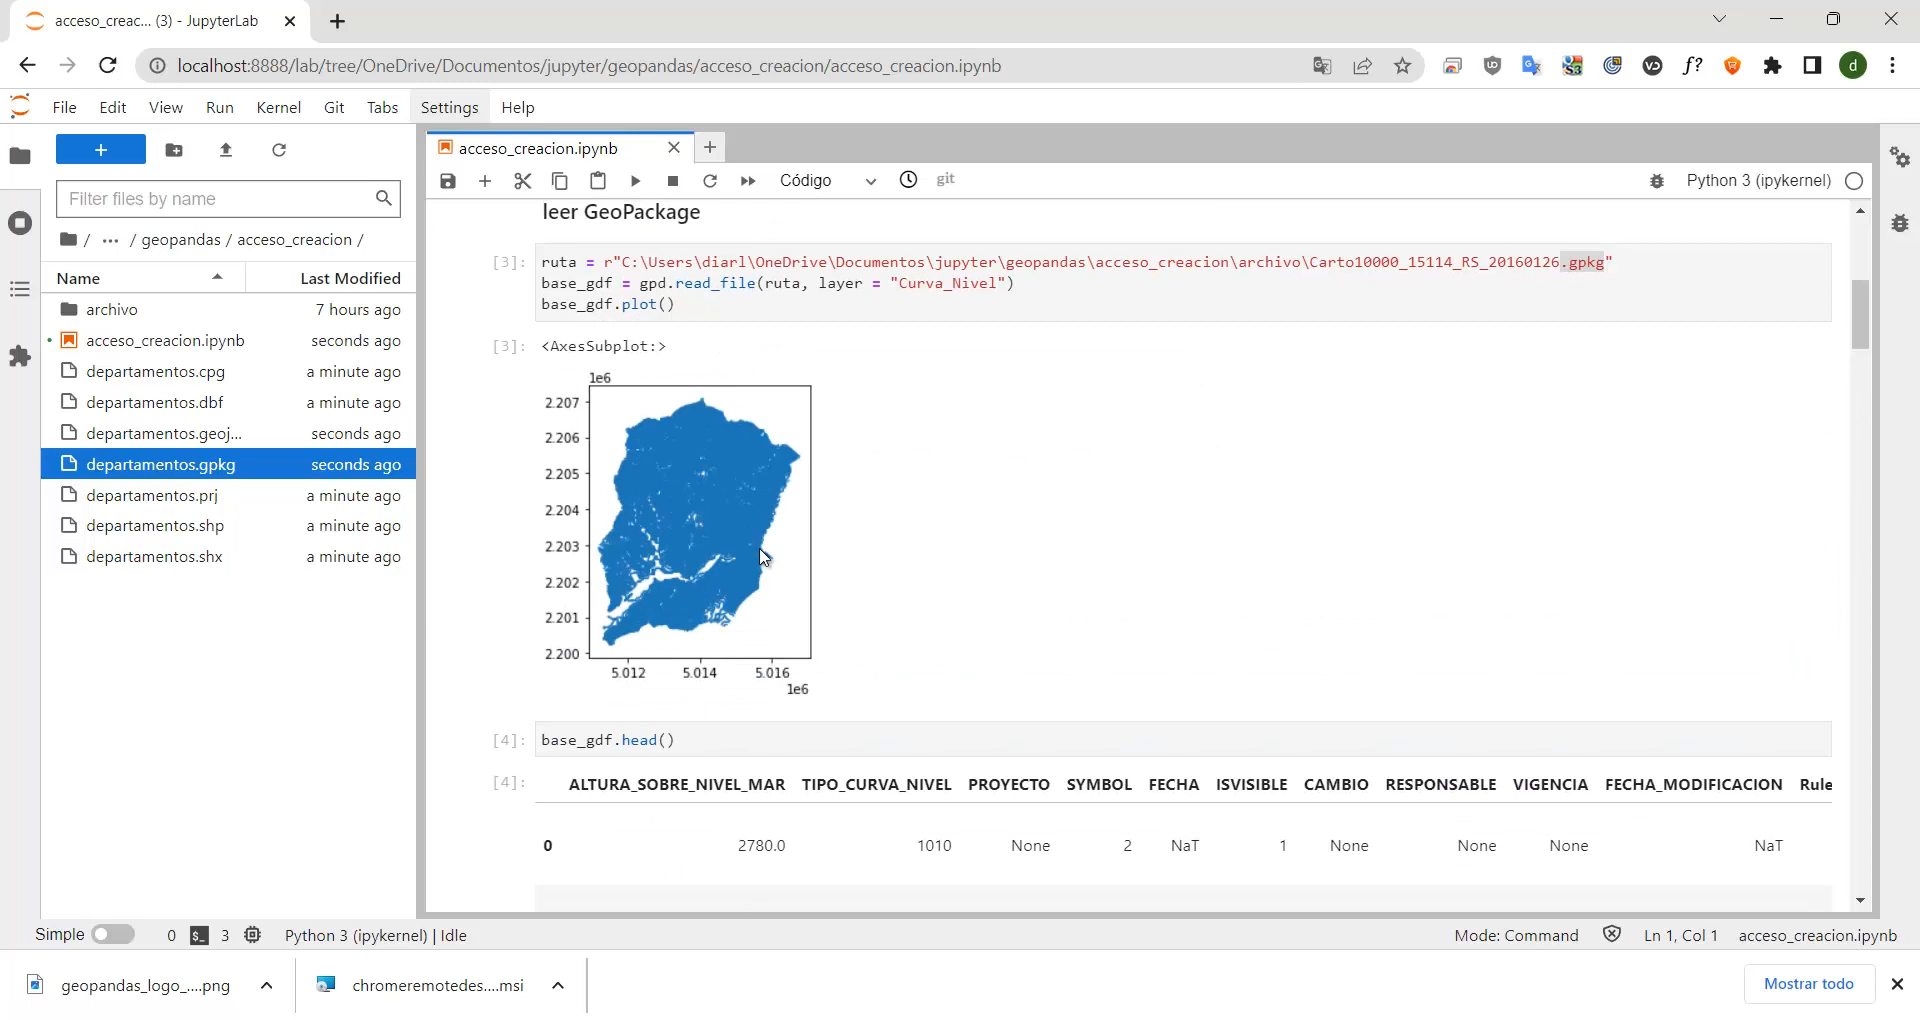 acceso_creac... (3) - JupyterLab
localhost:8888/lab/tree/OneDrive/Documentos/jupyter/geopandas/acceso_creacion/acceso_creacion.ipynb
f?
d
File Edit View Run Kernel Git Tabs Settings Help
Filter files by name
/ ... / geopandas / acceso_creacion /
Name Last Modified
archivo 7 hours ago
acceso_creacion.ipynb seconds ago
departamentos.cpg a minute ago
departamentos.dbf a minute ago
departamentos.geoj... seconds ago
departamentos.gpkg seconds ago
departamentos.prj a minute ago
departamentos.shp a minute ago
departamentos.shx a minute ago
acceso_creacion.ipynb
Código git Python 3 (ipykernel)
leer GeoPackage
[3]: ruta = r"C:\Users\diarl\OneDrive\Documentos\jupyter\geopandas\acceso_creacion\archivo\Carto10000_15114_RS_20160126.gpkg"
base_gdf = gpd.read_file(ruta, layer = "Curva_Nivel")
base_gdf.plot()
[3]: <AxesSubplot:>
1e6
2.207
2.206
2.205
2.204
2.203
2.202
2.201
2.200
5.012 5.014 5.016
1e6
[4]: base_gdf.head()
[4]: ALTURA_SOBRE_NIVEL_MAR TIPO_CURVA_NIVEL PROYECTO SYMBOL FECHA ISVISIBLE CAMBIO RESPONSABLE VIGENCIA FECHA_MODIFICACION Rule
0 2780.0 1010 None 2 NaT 1 None None None NaT
Simple 0 $_ 3 Python 3 (ipykernel) | Idle Mode: Command Ln 1, Col 1 acceso_creacion.ipynb
geopandas_logo_....png chromeremotedes....msi Mostrar todo